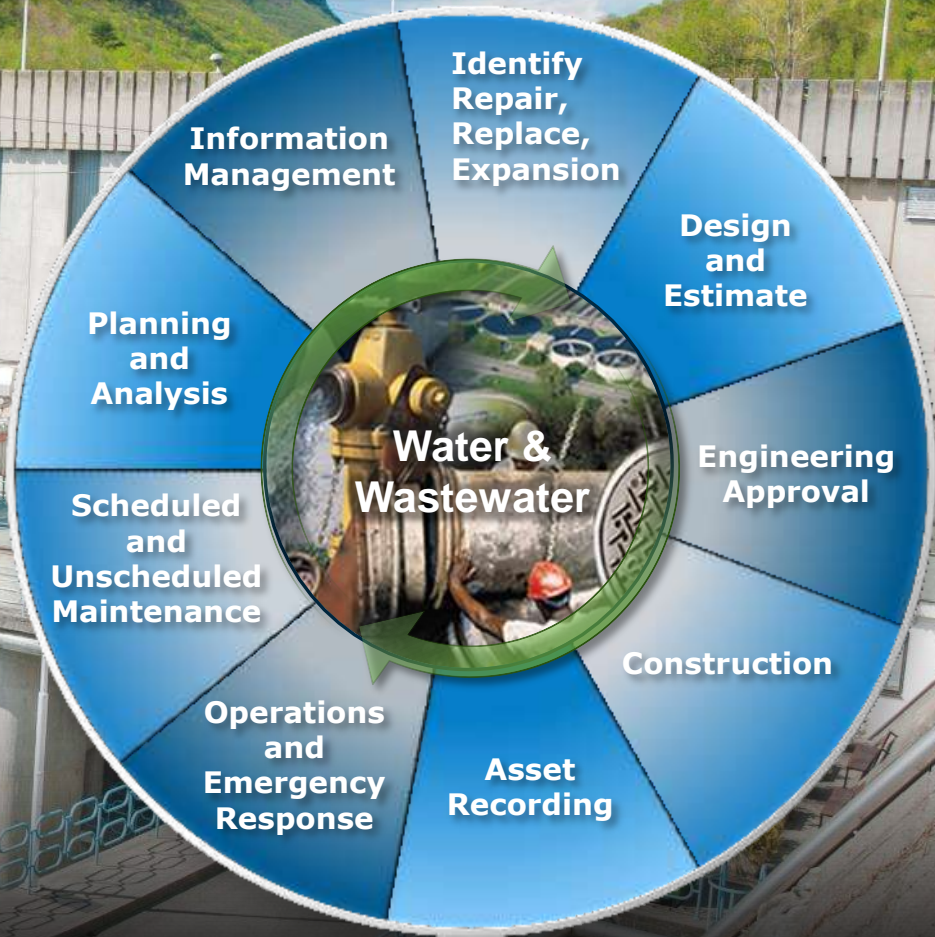 Identify
Repair,
Replace,
Expansion
Design
and
Estimate
Engineering
Approval
Construction
Asset
Recording
Operations
and
Emergency
Response
Scheduled
and
Unscheduled
Maintenance
Planning
and
Analysis
Information
Management
Water &
Wastewater